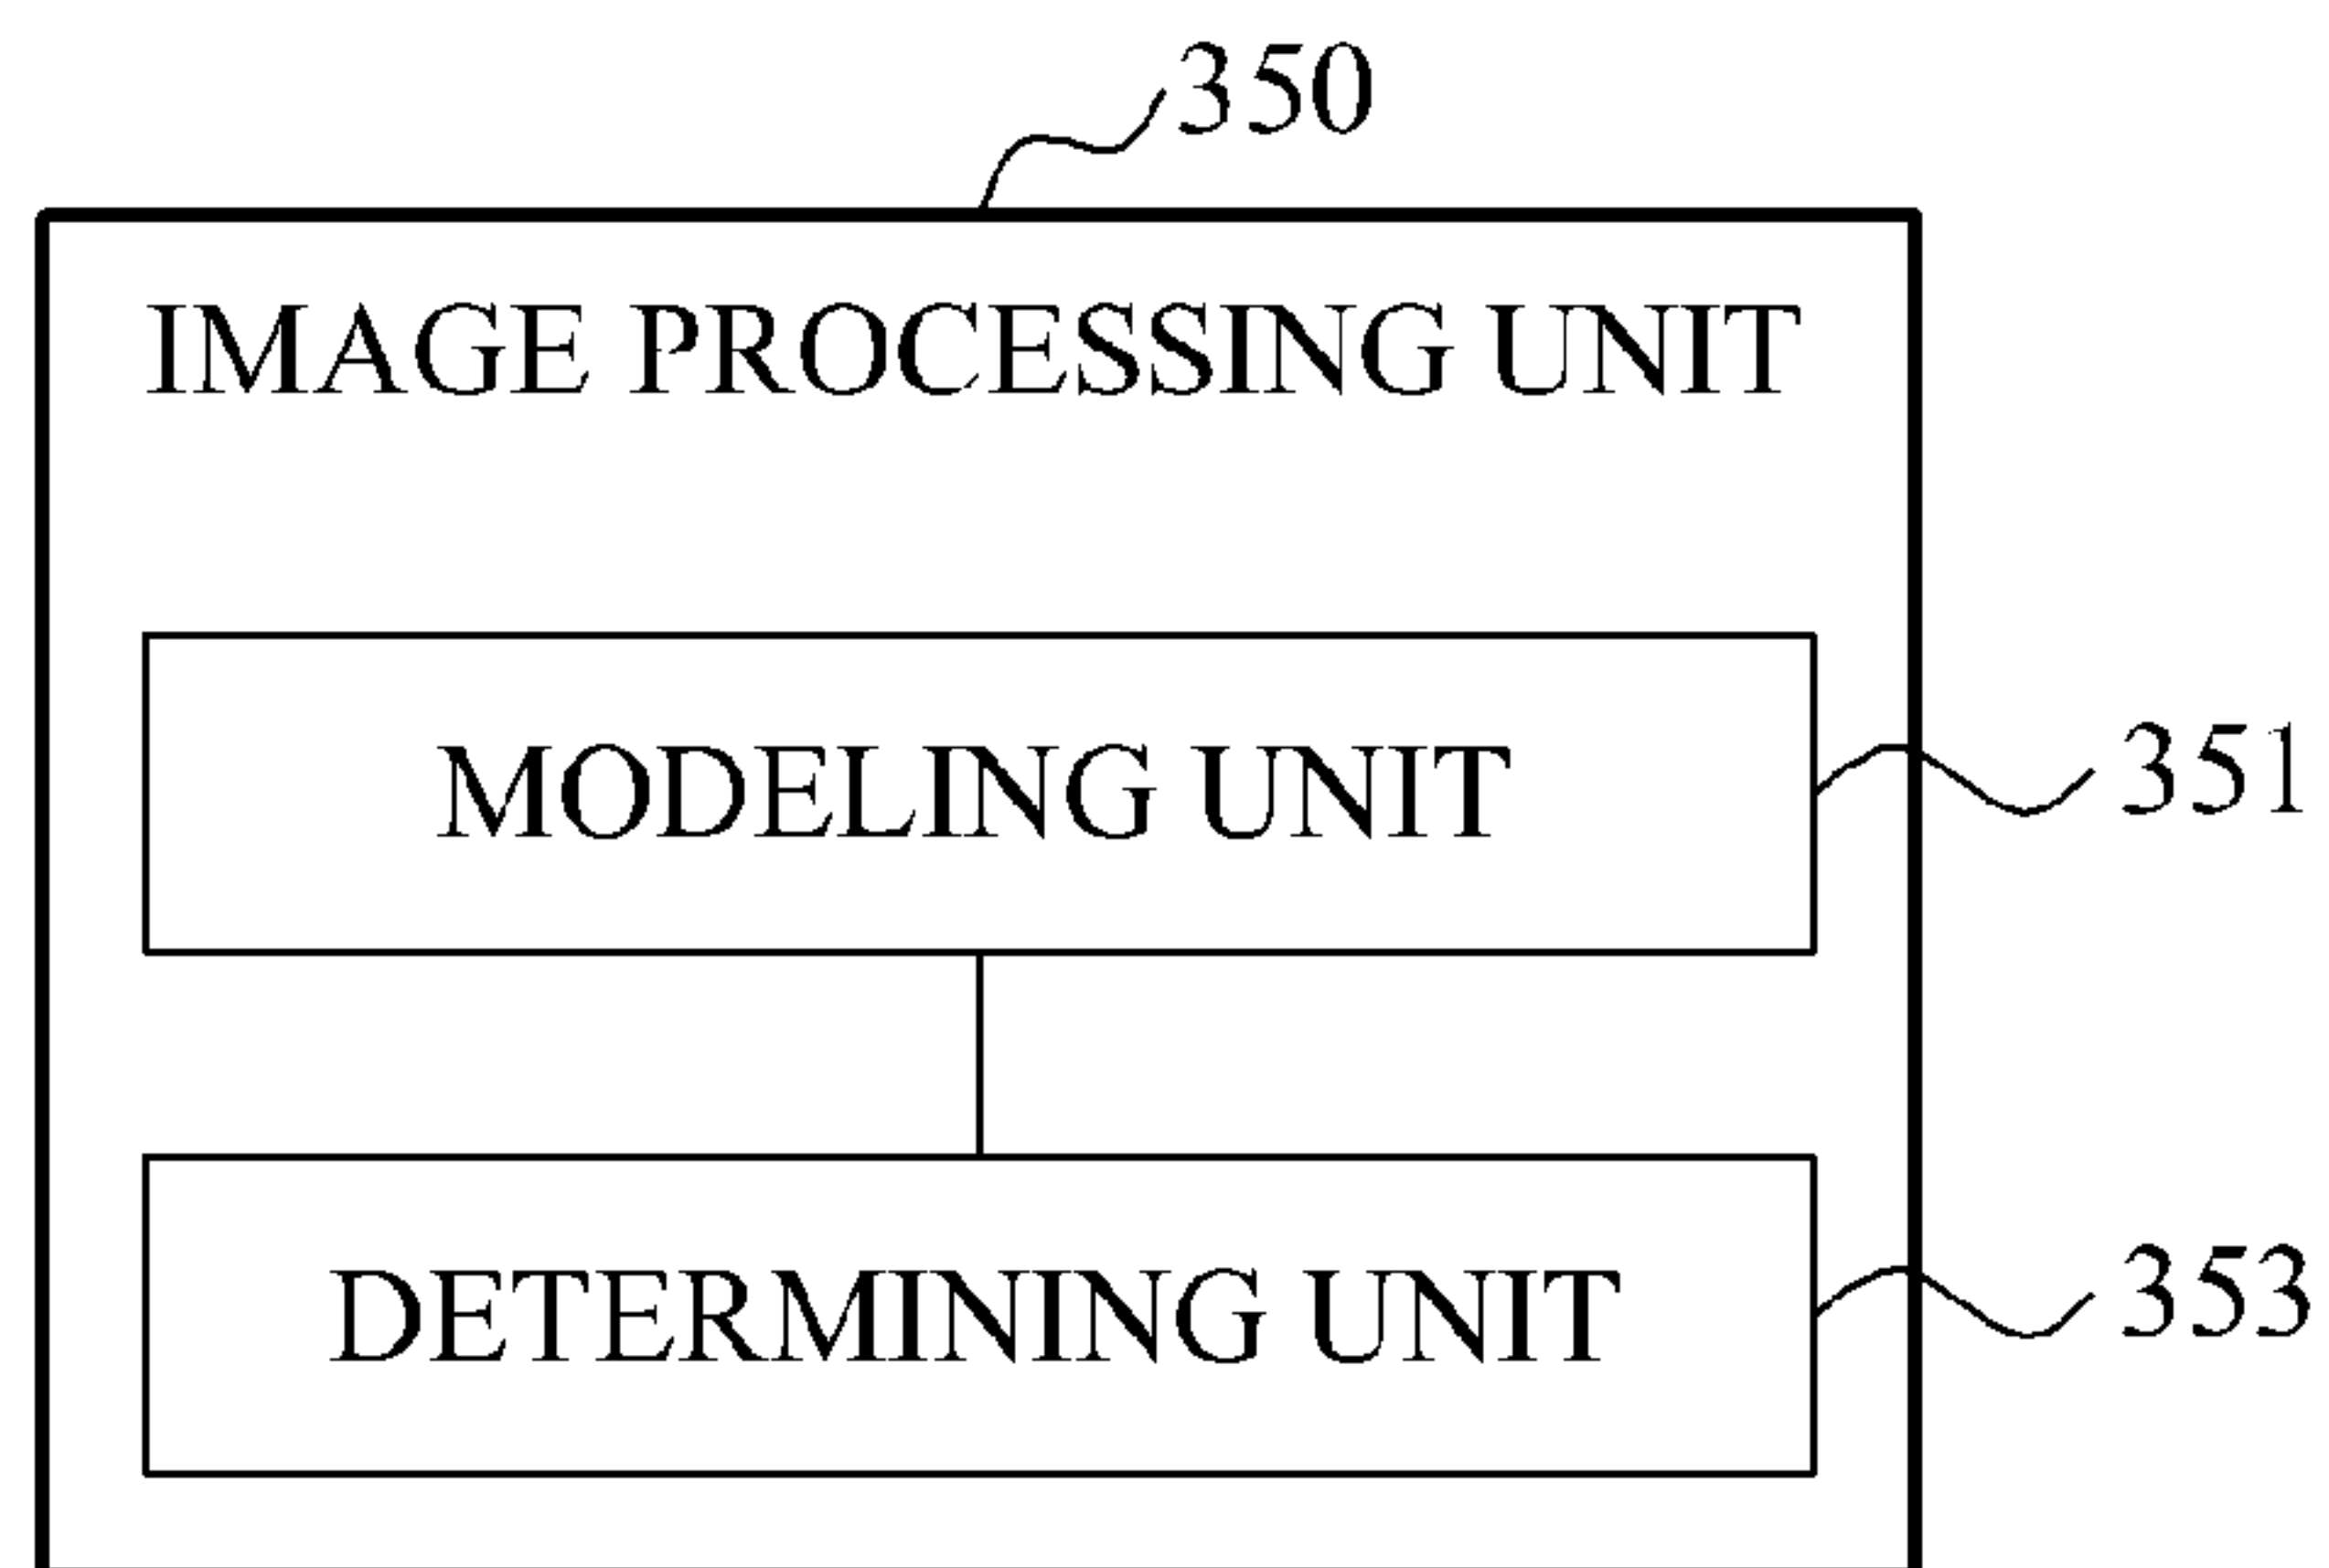 350
IMAGE PROCESSING UNIT
MODELING UNIT
351
DETERMINING UNIT
353